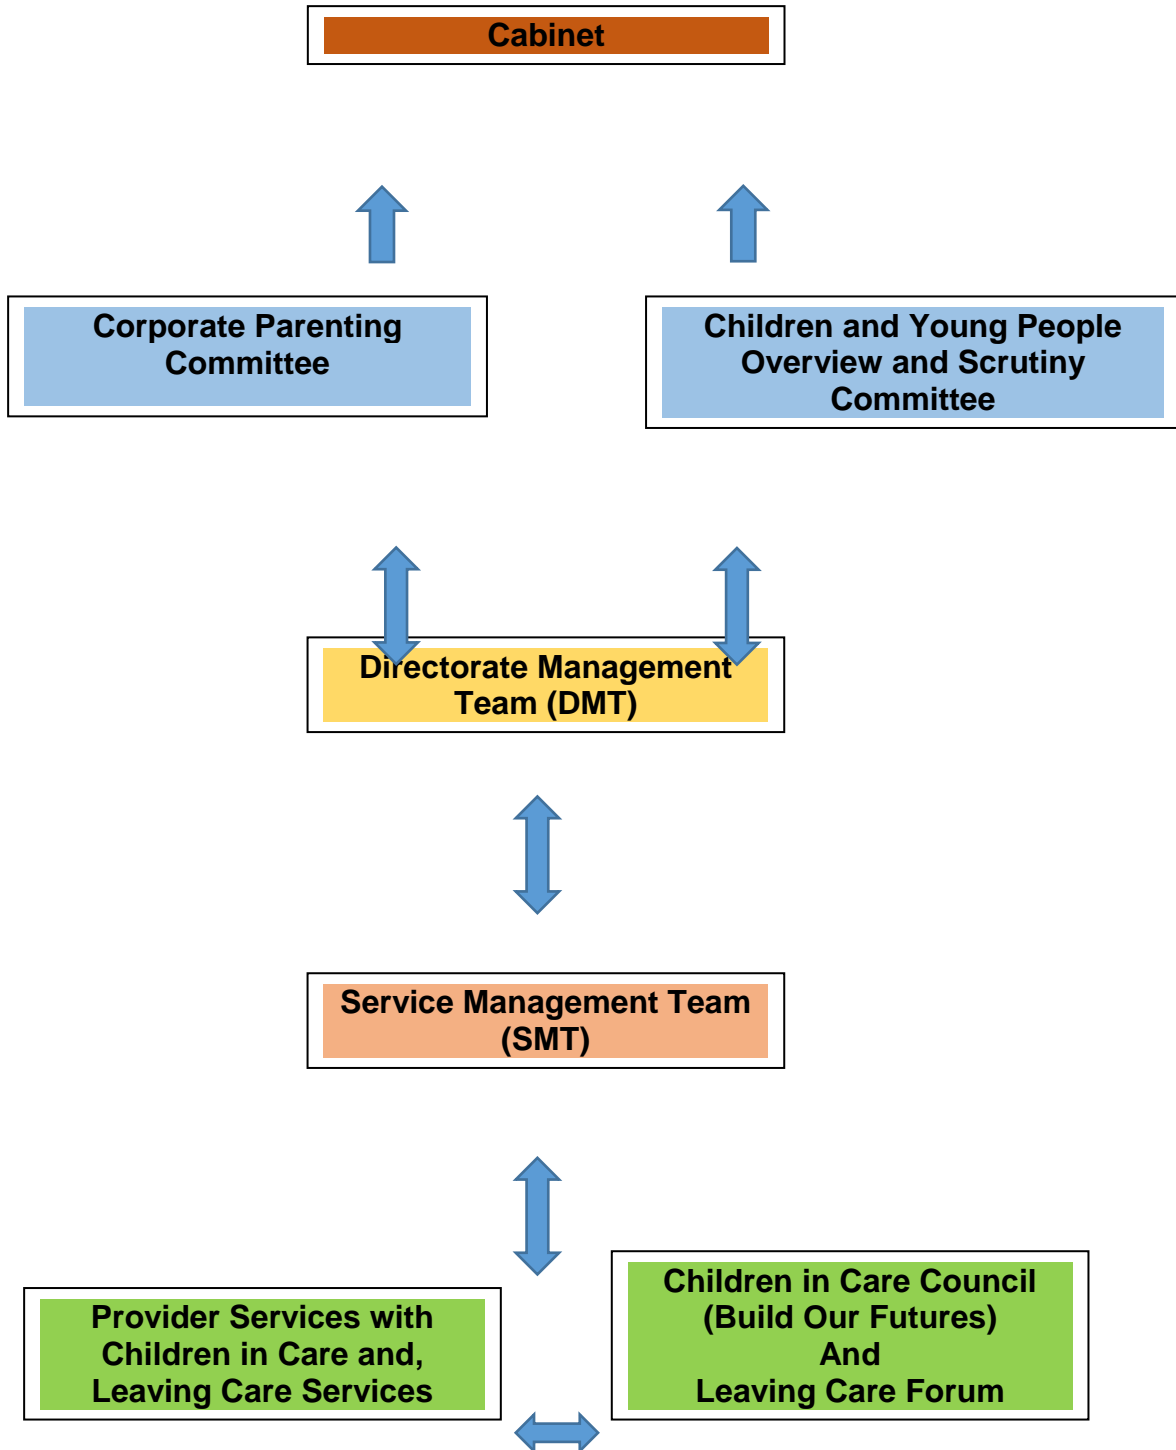 Cabinet
Corporate Parenting
Committee
Children and Young People
Overview and Scrutiny
Committee
Directorate Management
Team (DMT)
Service Management Team
(SMT)
Provider Services with
Children in Care and,
Leaving Care Services
Children in Care Council
(Build Our Futures)
And
Leaving Care Forum